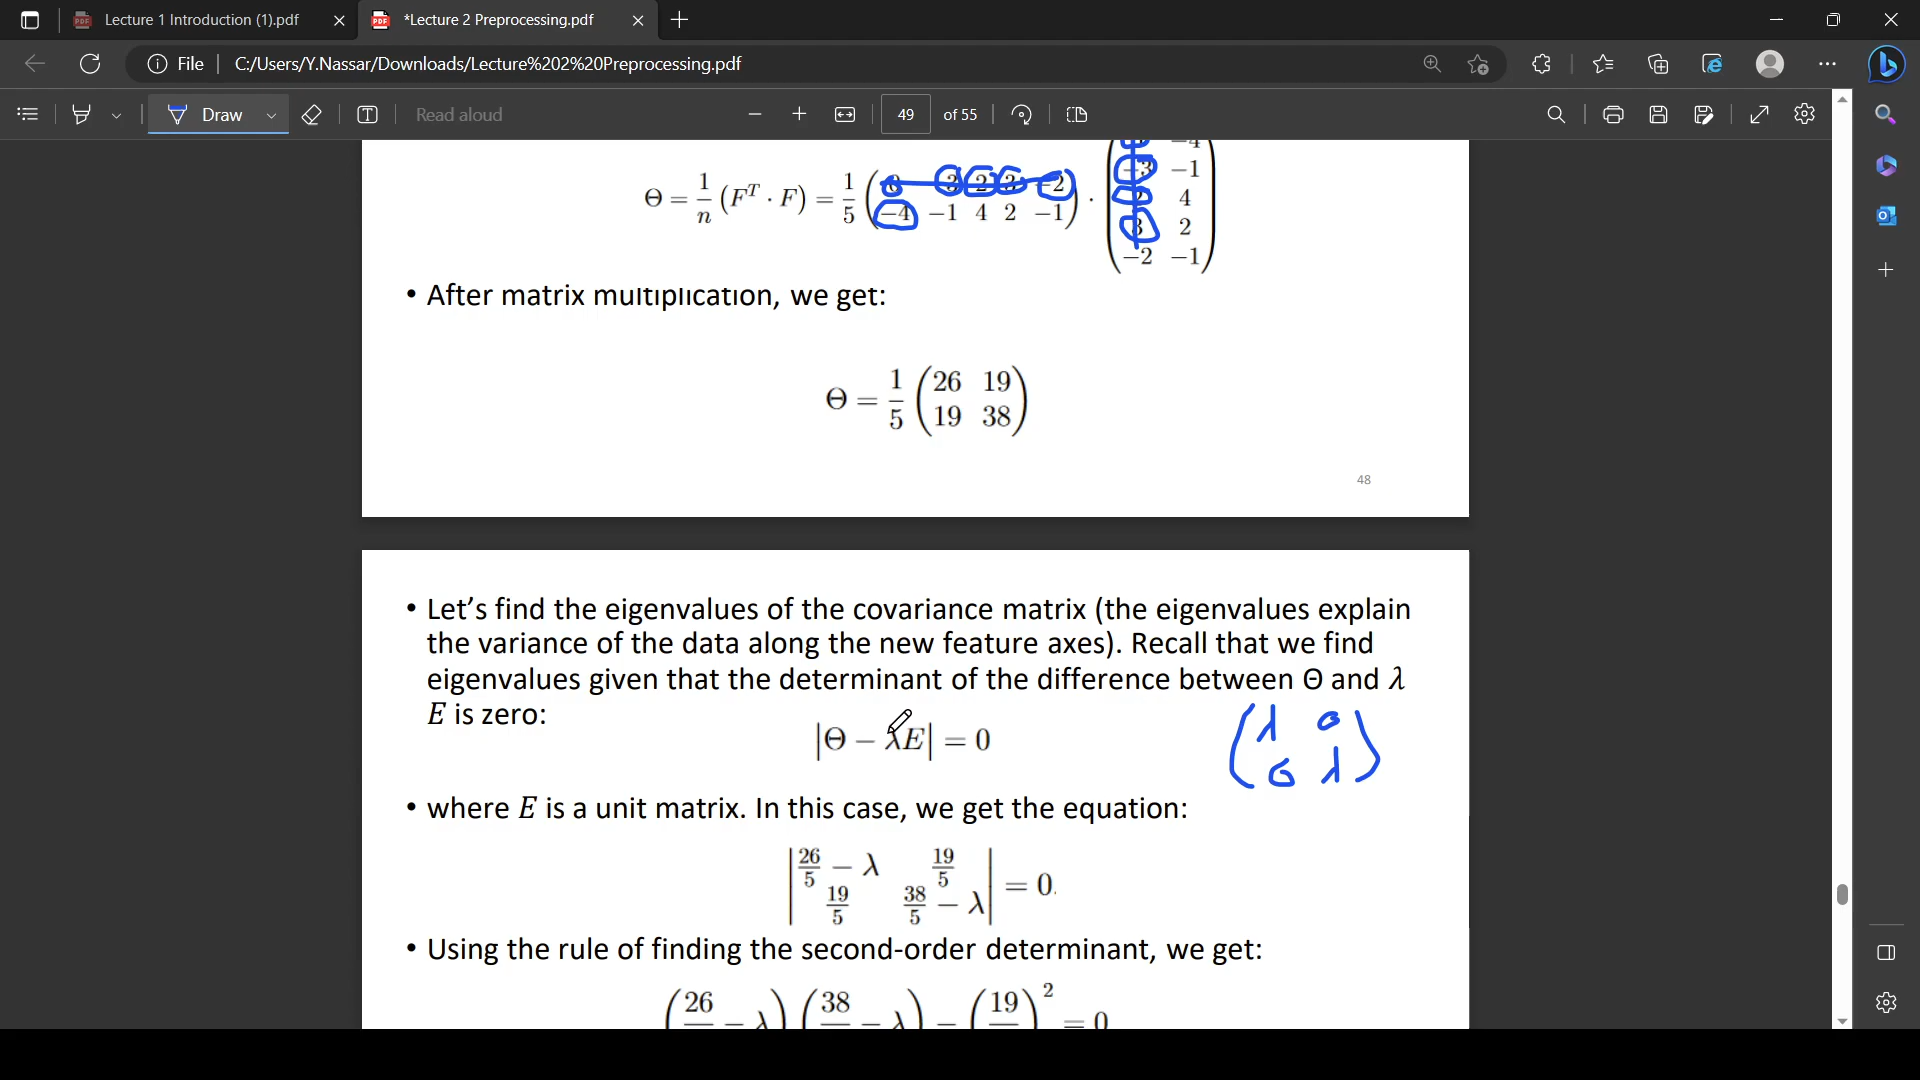 Lecture 1 Introduction (1).pdf
*Lecture 2 Preprocessing.pdf
File
C:/Users/Y.Nassar/Downloads/Lecture%202%20Preprocessing.pdf
Draw
Read aloud
49 of 55
Θ = 1/n (Fᵀ · F) = 1/5
-4 -1 4 2 -1
-1
4
2
-2 -1
• After matrix multiplication, we get:
Θ = 1/5 (26 19
19 38)
48
• Let's find the eigenvalues of the covariance matrix (the eigenvalues explain
the variance of the data along the new feature axes). Recall that we find
eigenvalues given that the determinant of the difference between Θ and λ
E is zero:
|Θ − λE| = 0
(λ 0
0 λ)
• where E is a unit matrix. In this case, we get the equation:
|26/5 − λ 19/5|
|19/5 38/5 − λ| = 0.
• Using the rule of finding the second-order determinant, we get:
(26 − λ) (38 − λ) − (19)² = 0